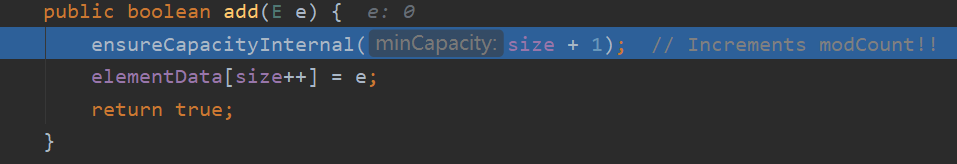 public boolean add(E e) {  e: 0
    ensureCapacityInternal( minCapacity: size + 1);  // Increments modCount!!
    elementData[size++] = e;
    return true;
}